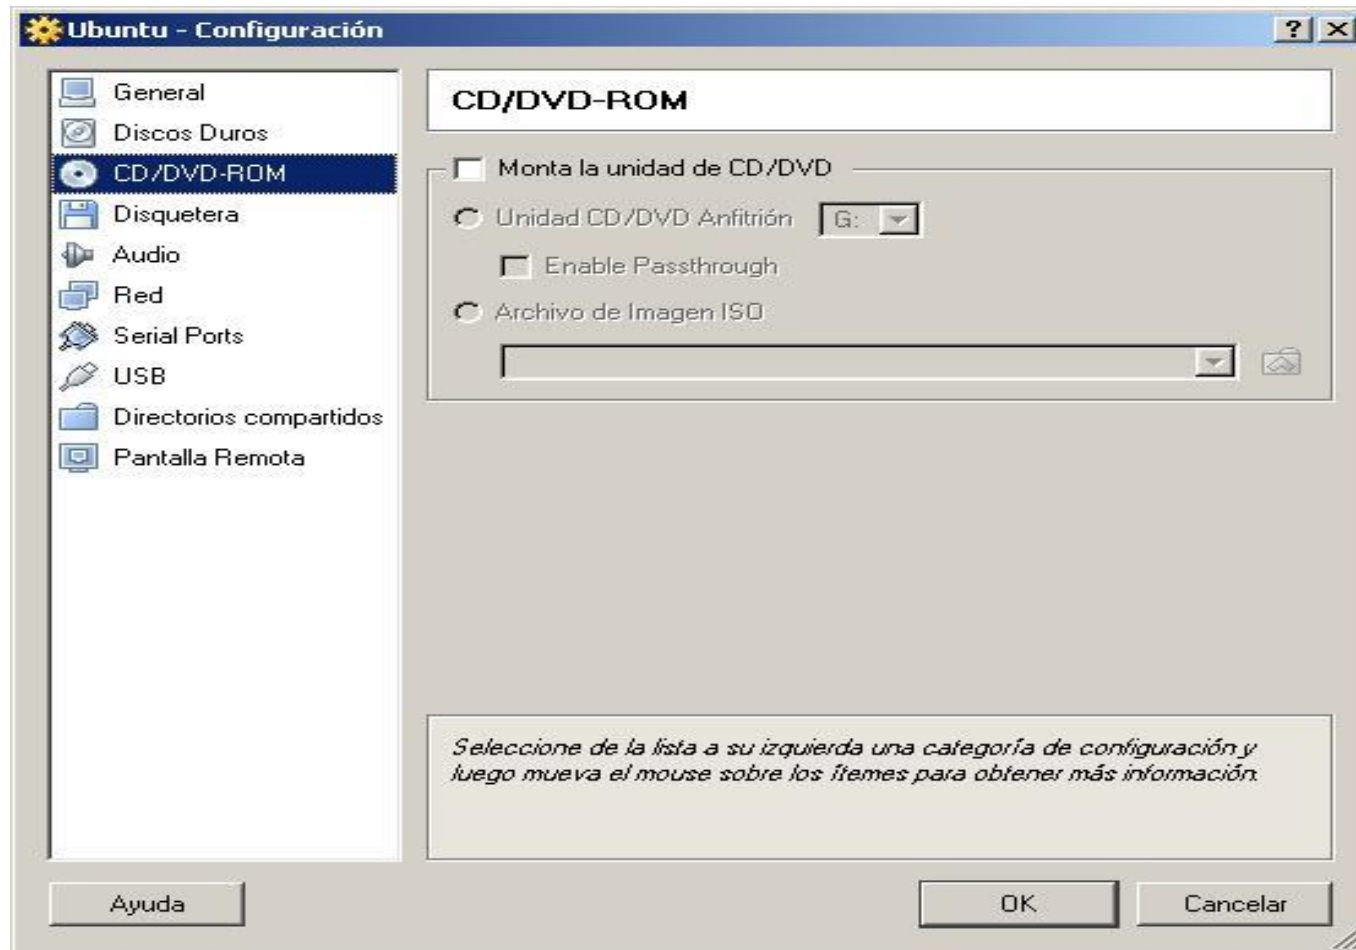 Ubuntu - Configuración
General
Discos Duros
CD/DVD-ROM
Disquetera
Audio
Red
Serial Ports
USB
Directorios compartidos
Pantalla Remota
CD/DVD-ROM
Monta la unidad de CD/DVD
Unidad CD/DVD Anfitrión G:
Enable Passthrough
Archivo de Imagen ISO
Seleccione de la lista a su izquierda una categoría de configuración y
luego mueva el mouse sobre los ítemes para obtener más información.
Ayuda
OK
Cancelar